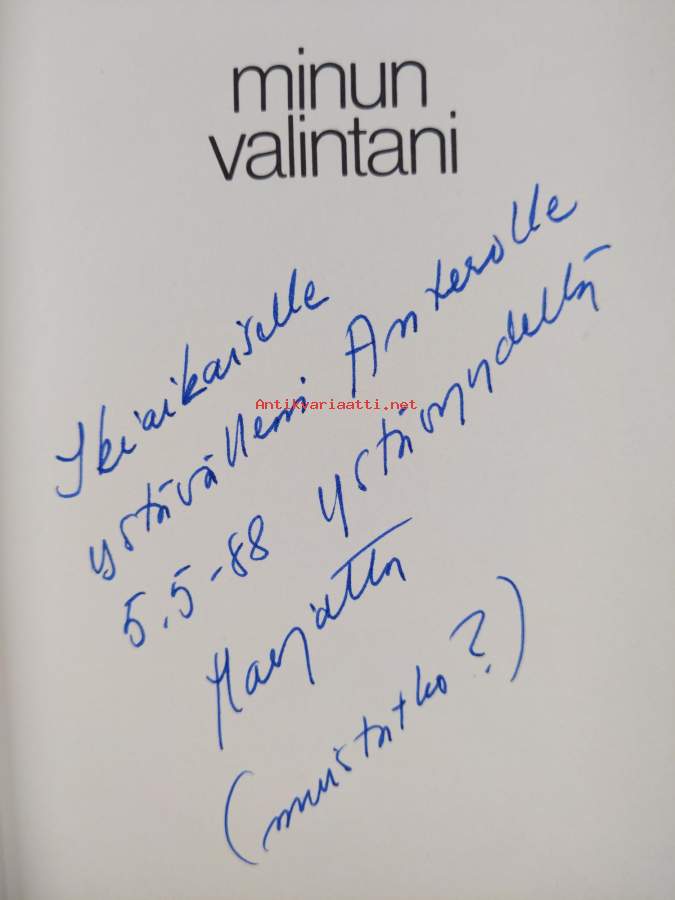 minun
valintani
Ikiaikaiselle
ystävälleni Anterolle
Antikvariaatti.net
5.5-88 ystävyydellä
Marjatta
(muistatko?)